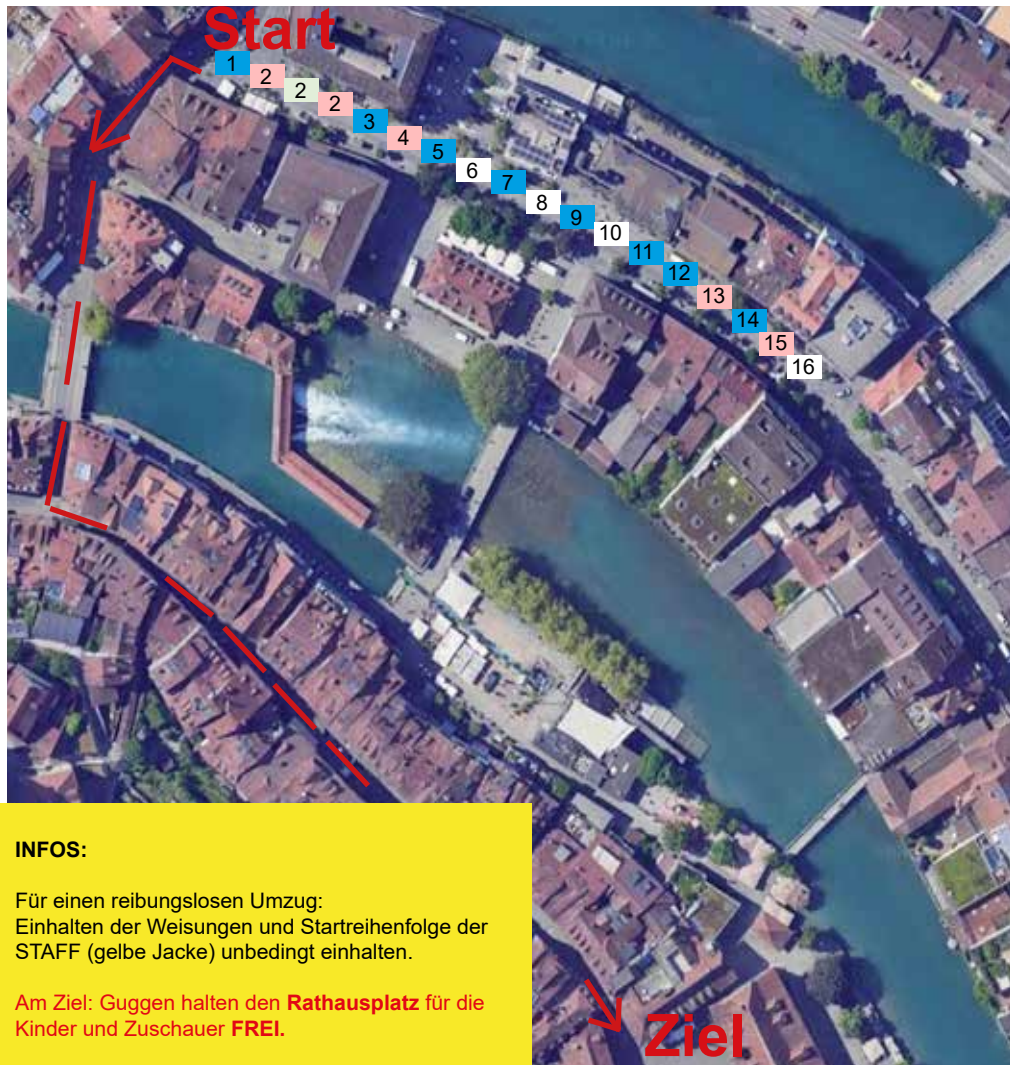 Start
1
2
2
2
3
4
5
6
7
8
9
10
11
12
13
14
15
16
INFOS:
Für einen reibungslosen Umzug:
Einhalten der Weisungen und Startreihenfolge der
STAFF (gelbe Jacke) unbedingt einhalten.
Am Ziel: Guggen halten den Rathausplatz für die
Kinder und Zuschauer FREI.
Ziel